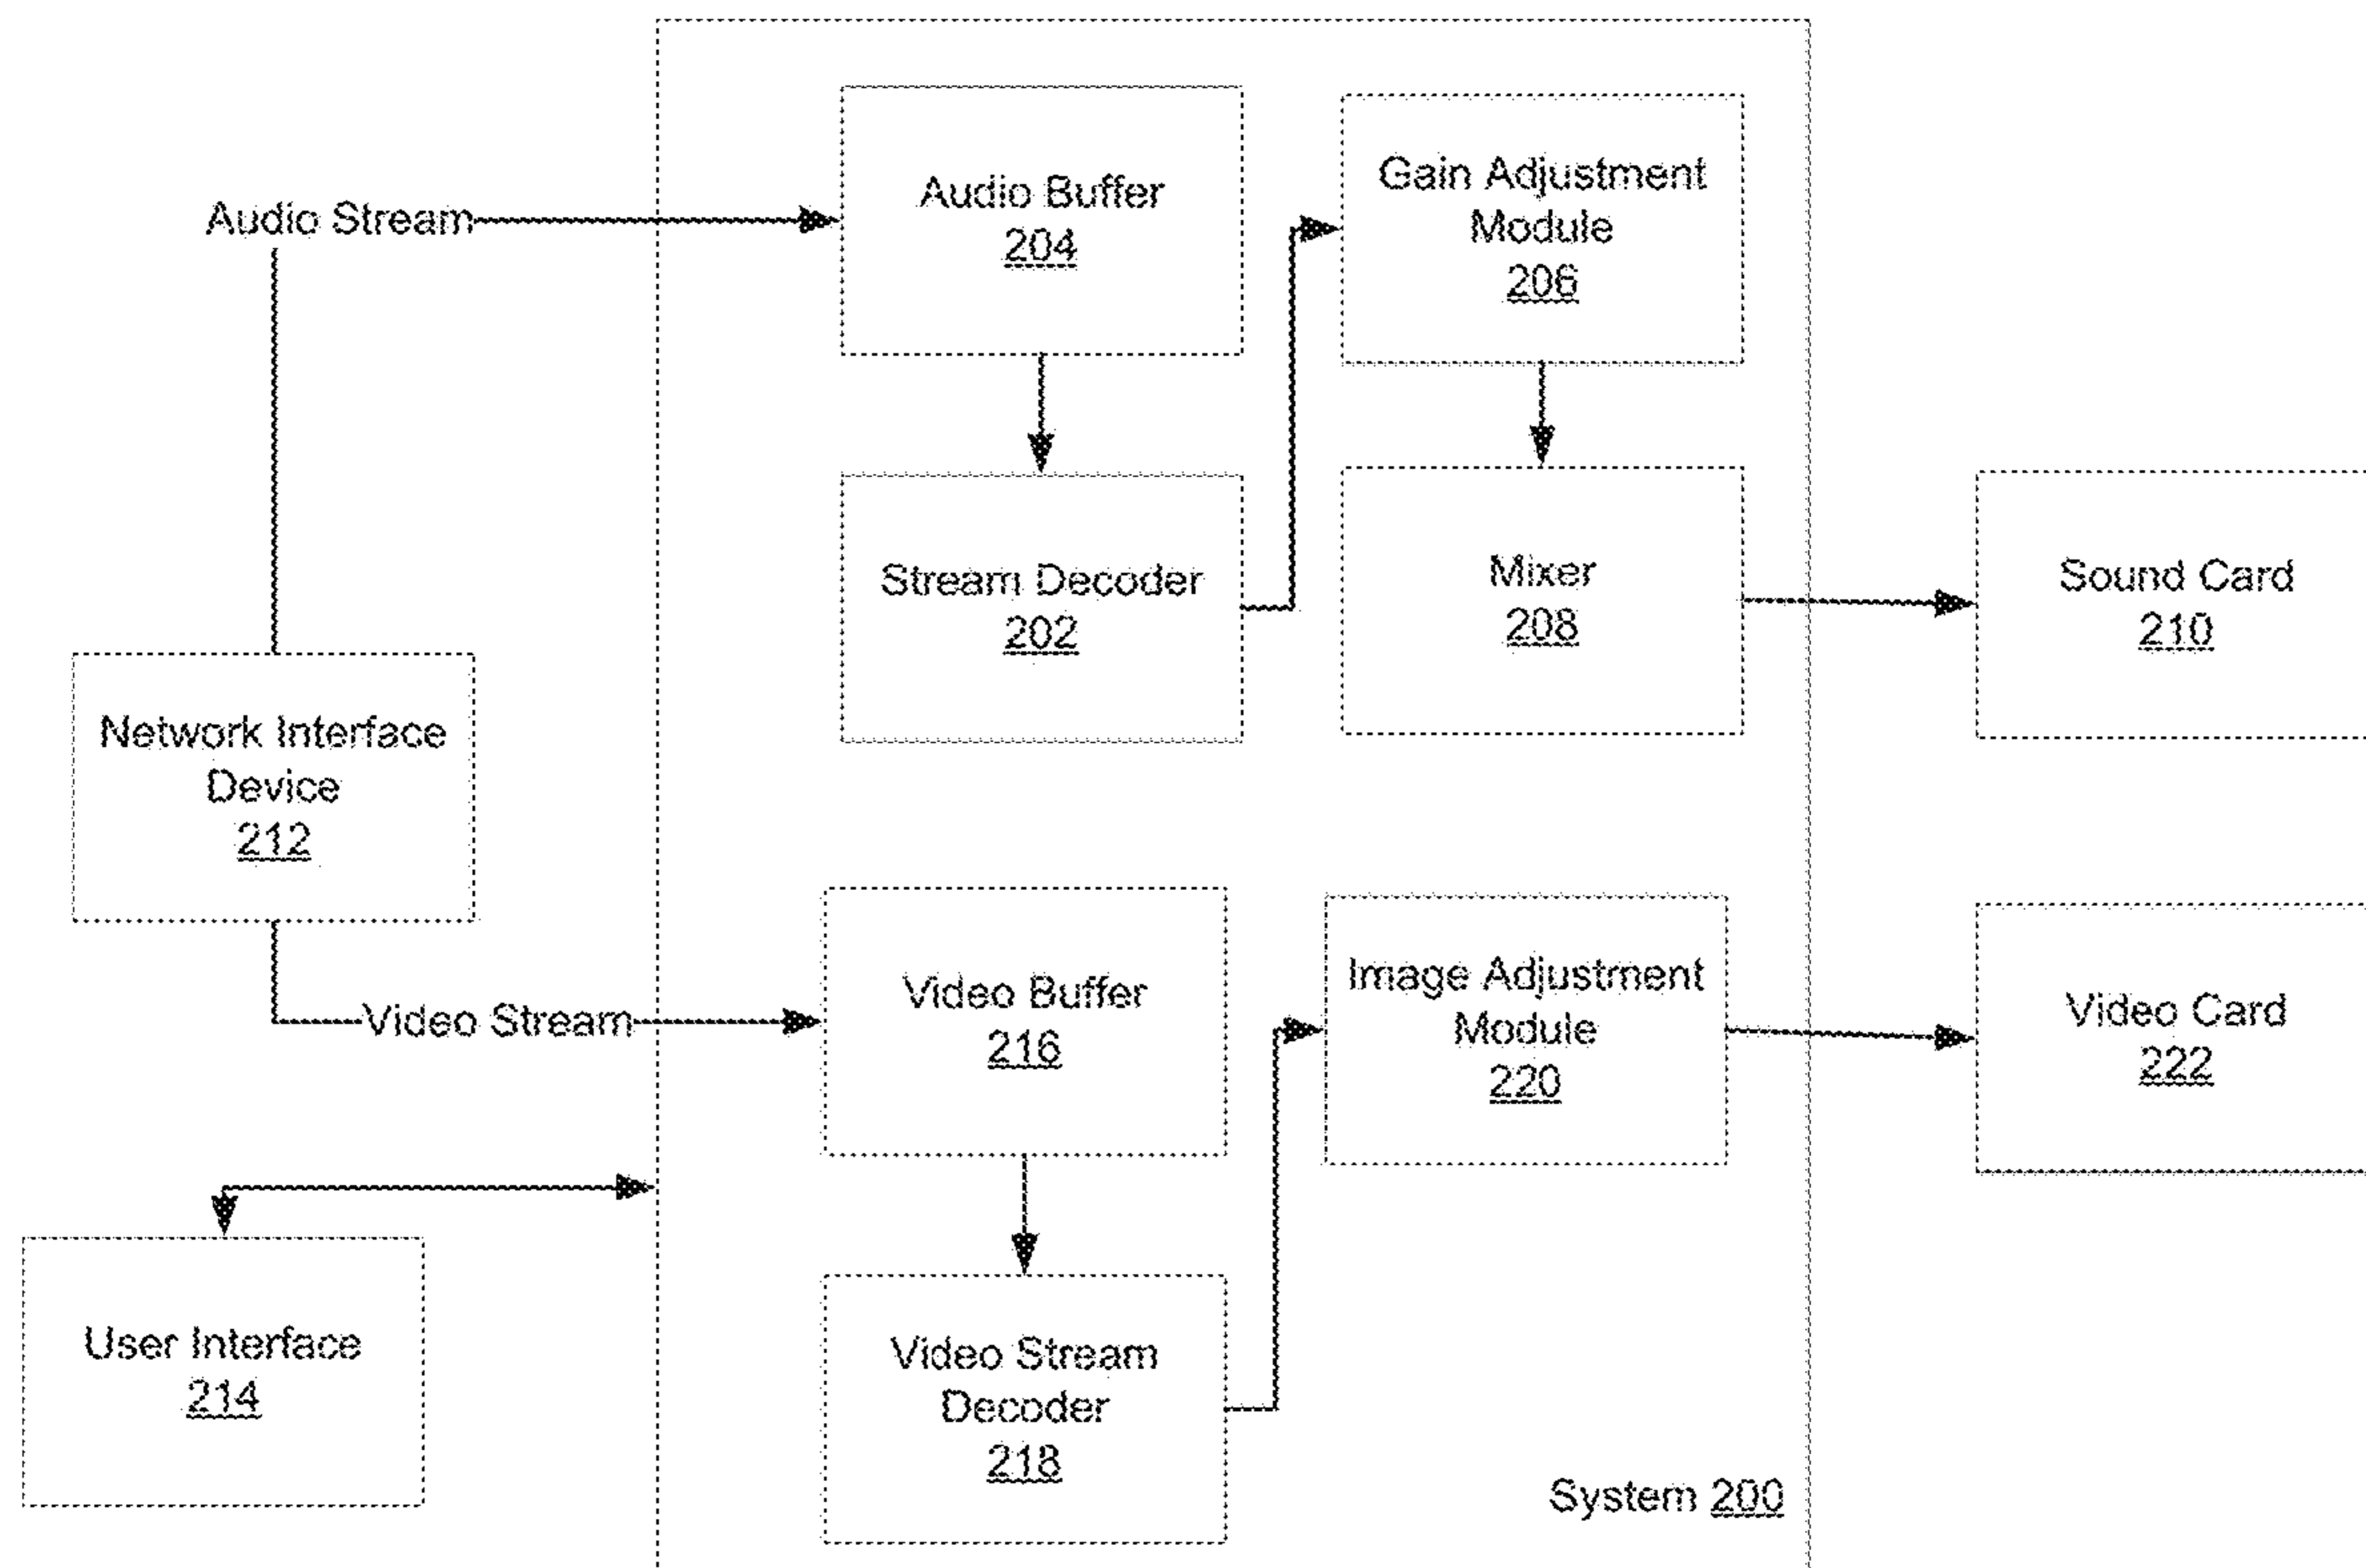 Audio Stream
Audio Buffer
204
Gain Adjustment
Module
206
Stream Decoder
202
Mixer
208
Sound Card
210
Network Interface
Device
212
Video Stream
Video Buffer
216
Image Adjustment
Module
220
Video Card
222
User Interface
214
Video Stream
Decoder
218
System 200